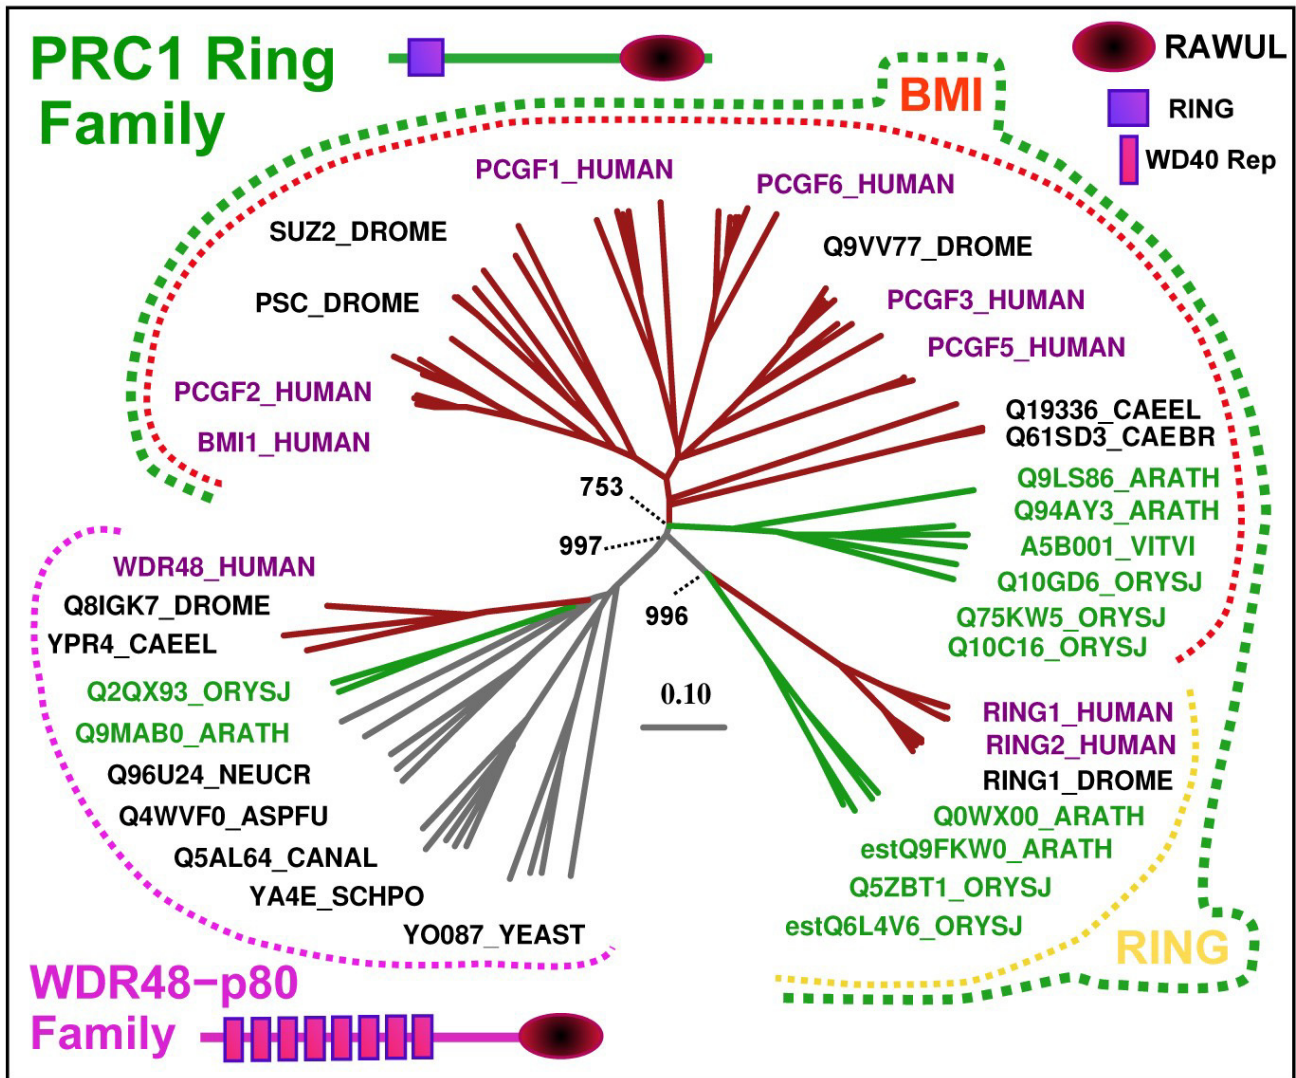 PRC1 Ring
Family
RAWUL
RING
WD40 Rep
BMI
PCGF1_HUMAN
PCGF6_HUMAN
SUZ2_DROME
Q9VV77_DROME
PSC_DROME
PCGF3_HUMAN
PCGF5_HUMAN
PCGF2_HUMAN
BMI1_HUMAN
Q19336_CAEEL
Q61SD3_CAEBR
Q9LS86_ARATH
Q94AY3_ARATH
A5B001_VITVI
Q10GD6_ORYSJ
Q75KW5_ORYSJ
Q10C16_ORYSJ
753
997
996
0.10
WDR48_HUMAN
Q8IGK7_DROME
YPR4_CAEEL
Q2QX93_ORYSJ
Q9MAB0_ARATH
Q96U24_NEUCR
Q4WVF0_ASPFU
Q5AL64_CANAL
YA4E_SCHPO
YO087_YEAST
RING1_HUMAN
RING2_HUMAN
RING1_DROME
Q0WX00_ARATH
estQ9FKW0_ARATH
Q5ZBT1_ORYSJ
estQ6L4V6_ORYSJ
RING
WDR48−p80
Family